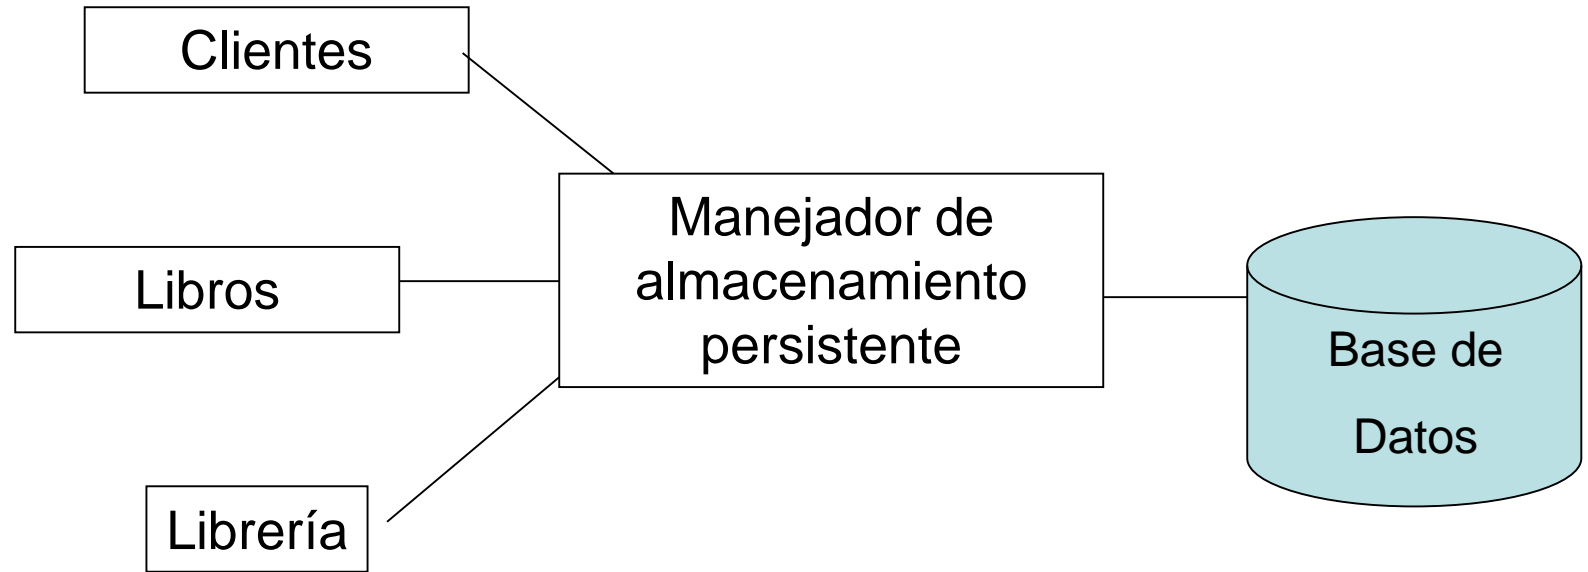 Clientes
Libros
Librería
Manejador de
almacenamiento
persistente
Base de
Datos